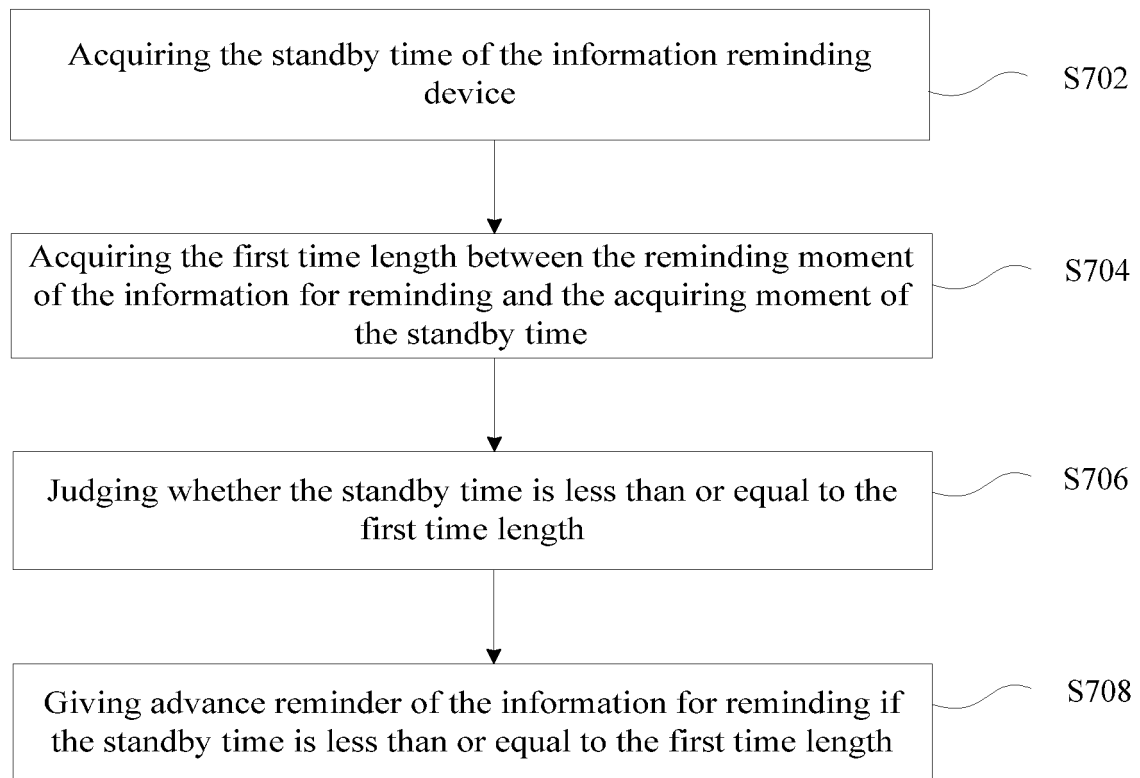 Acquiring the standby time of the information reminding
device
S702
Acquiring the first time length between the reminding moment
of the information for reminding and the acquiring moment of
the standby time
S704
Judging whether the standby time is less than or equal to the
first time length
S706
Giving advance reminder of the information for reminding if
the standby time is less than or equal to the first time length
S708